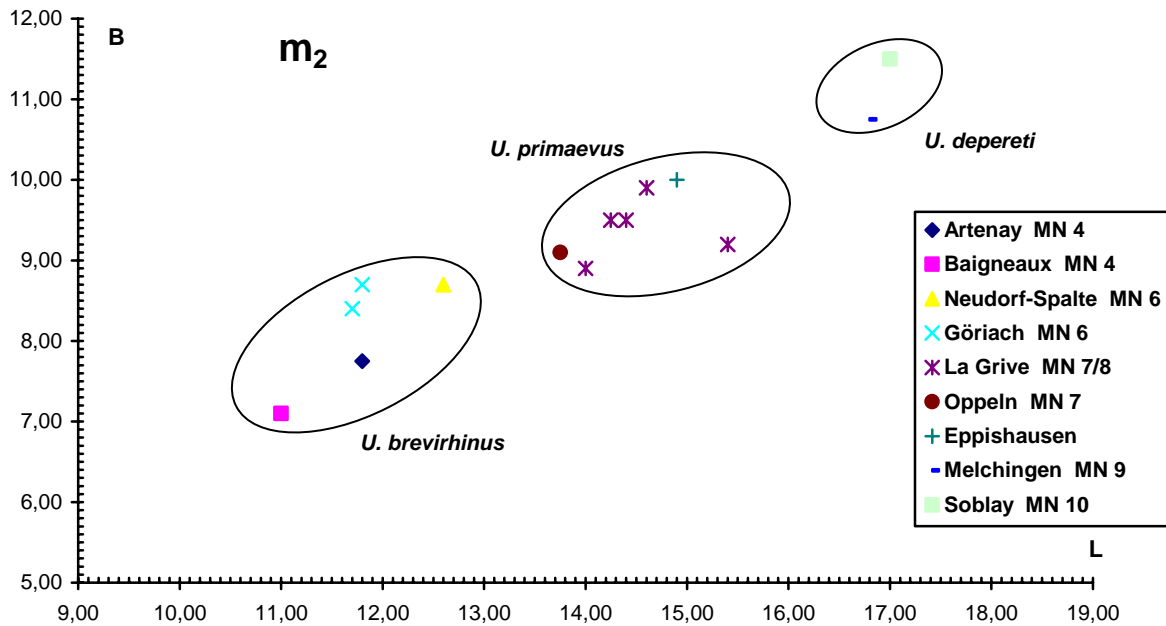 12,00
B
m₂
11,00
U. primaevus
U. depereti
10,00
9,00
8,00
7,00
U. brevirhinus
6,00
5,00
Artenay MN 4
Baigneaux MN 4
Neudorf-Spalte MN 6
Göriach MN 6
La Grive MN 7/8
Oppeln MN 7
Eppishausen
Melchingen MN 9
Soblay MN 10
L
9,00 10,00 11,00 12,00 13,00 14,00 15,00 16,00 17,00 18,00 19,00